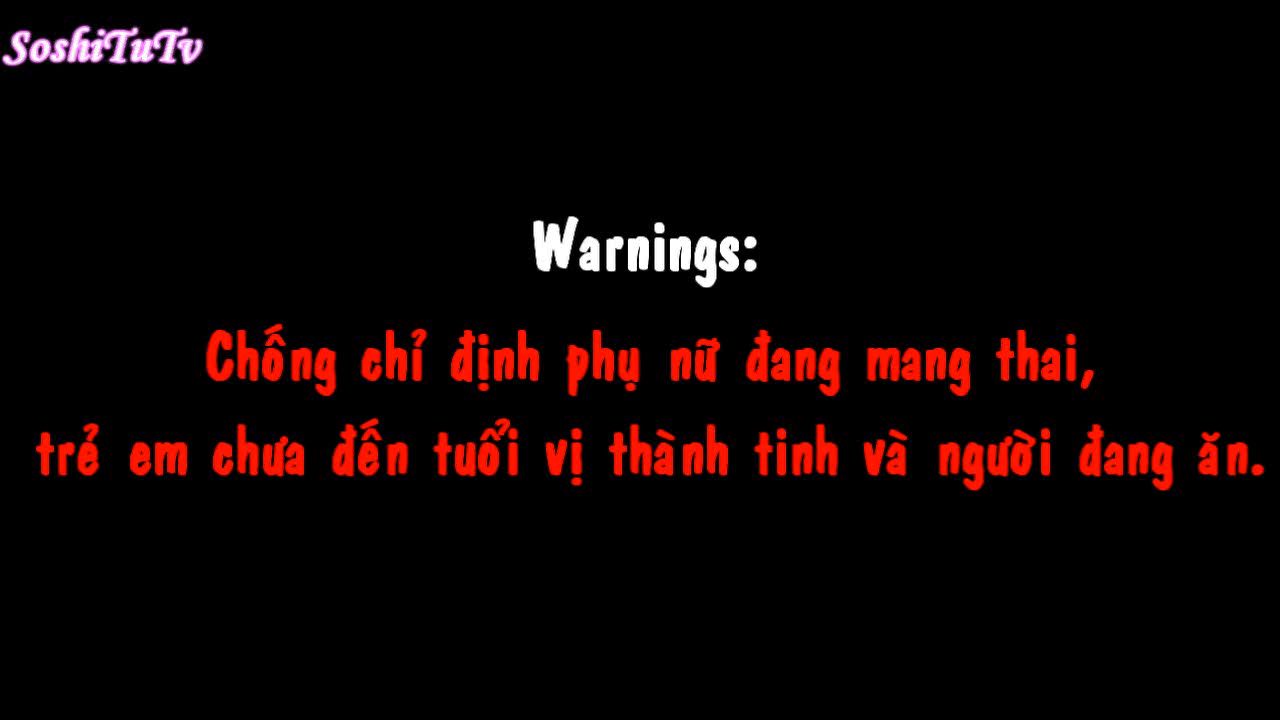 SoshiTuTv
Warnings:
Chống chỉ định phụ nữ đang mang thai,
trẻ em chưa đến tuổi vị thành tinh và người đang ăn.